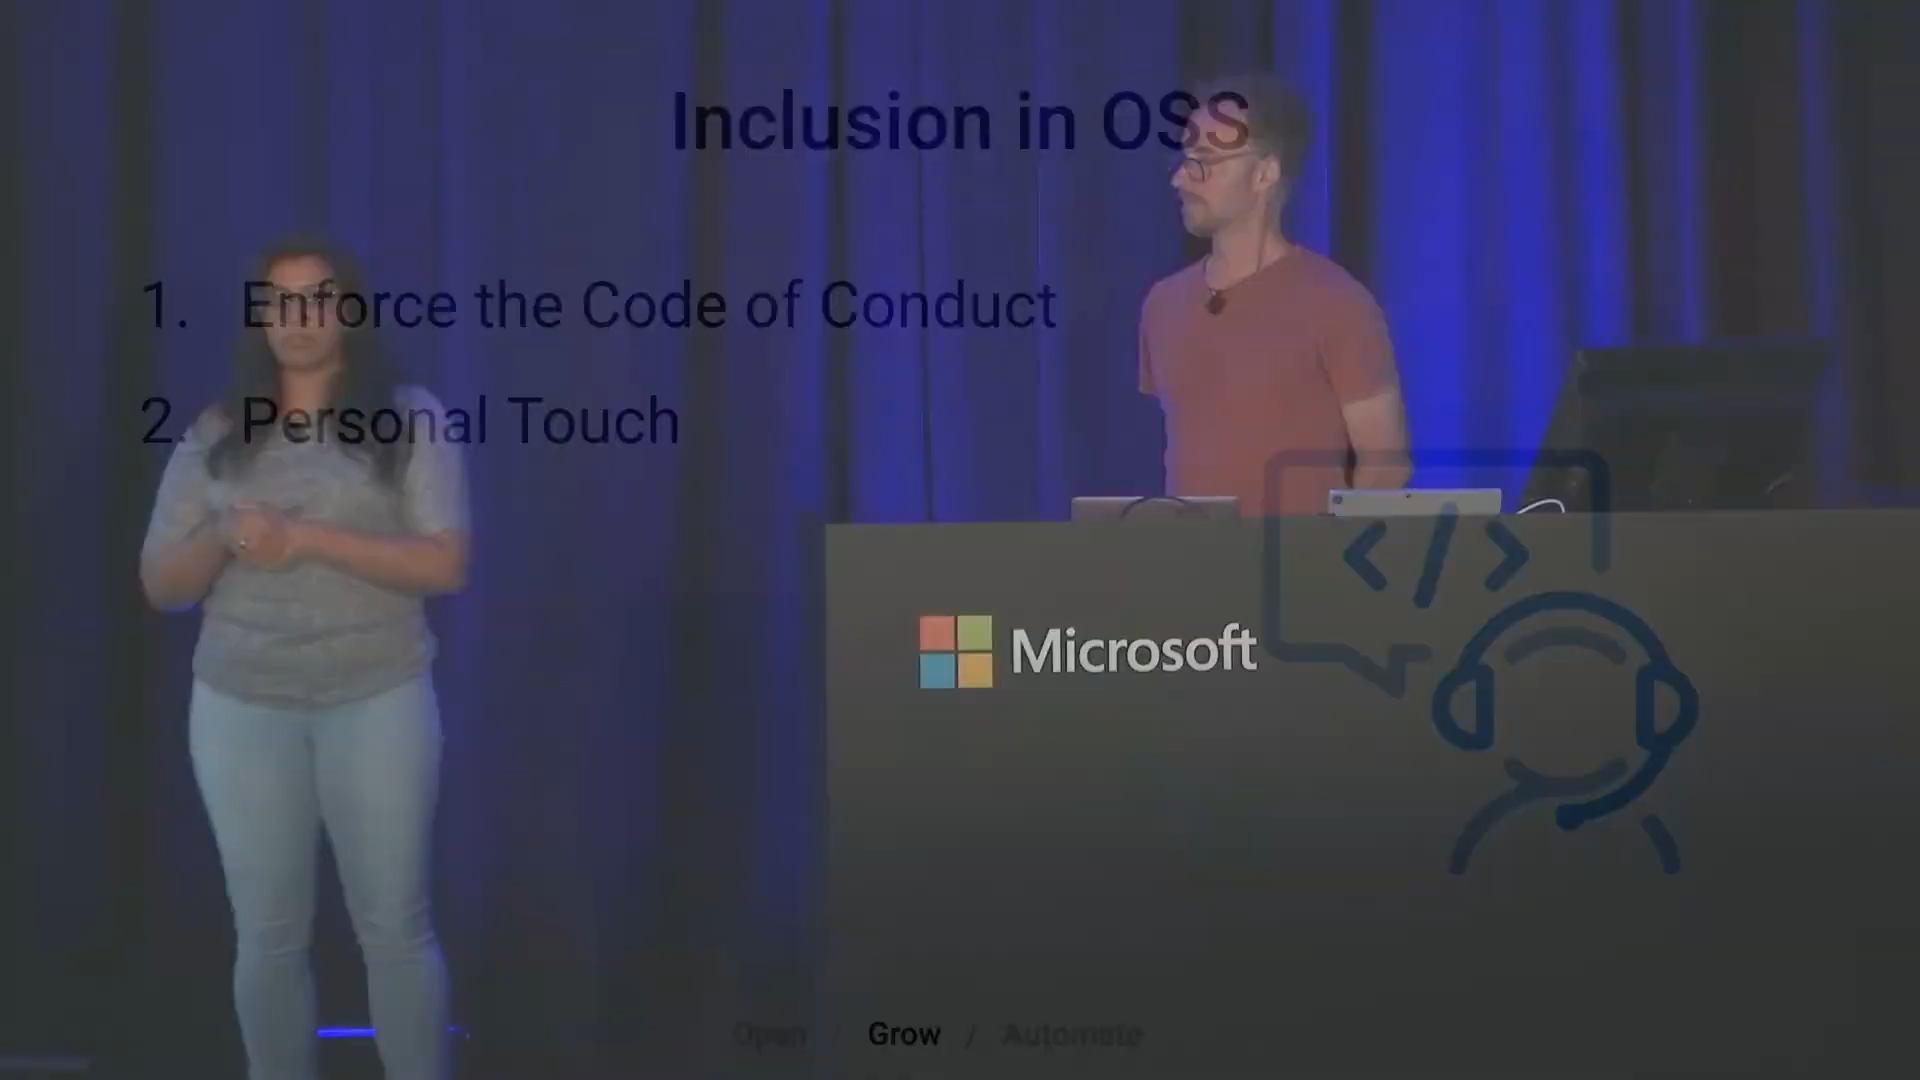 Inclusion in OSS
1. Enforce the Code of Conduct
2. Personal Touch
</>
Microsoft
Open / Grow / Automate